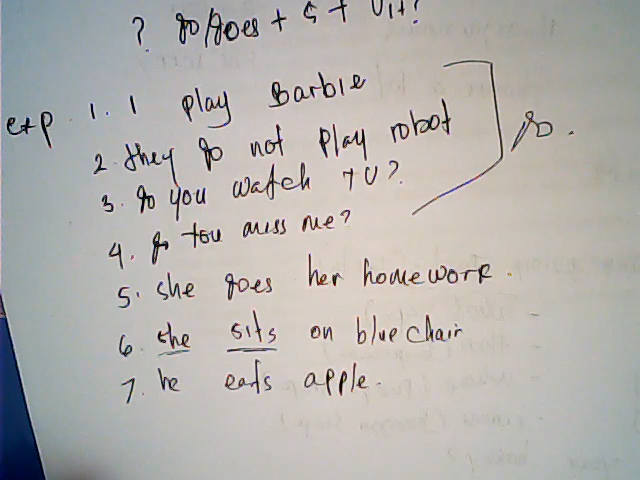 ? do/does + S + V1+?
exp. 1. I play Barbie
2. they do not play robot
3. do you watch TV?
do.
4. do you miss me?
5. she does her homework.
6. she sits on blue chair
7. he eats apple.